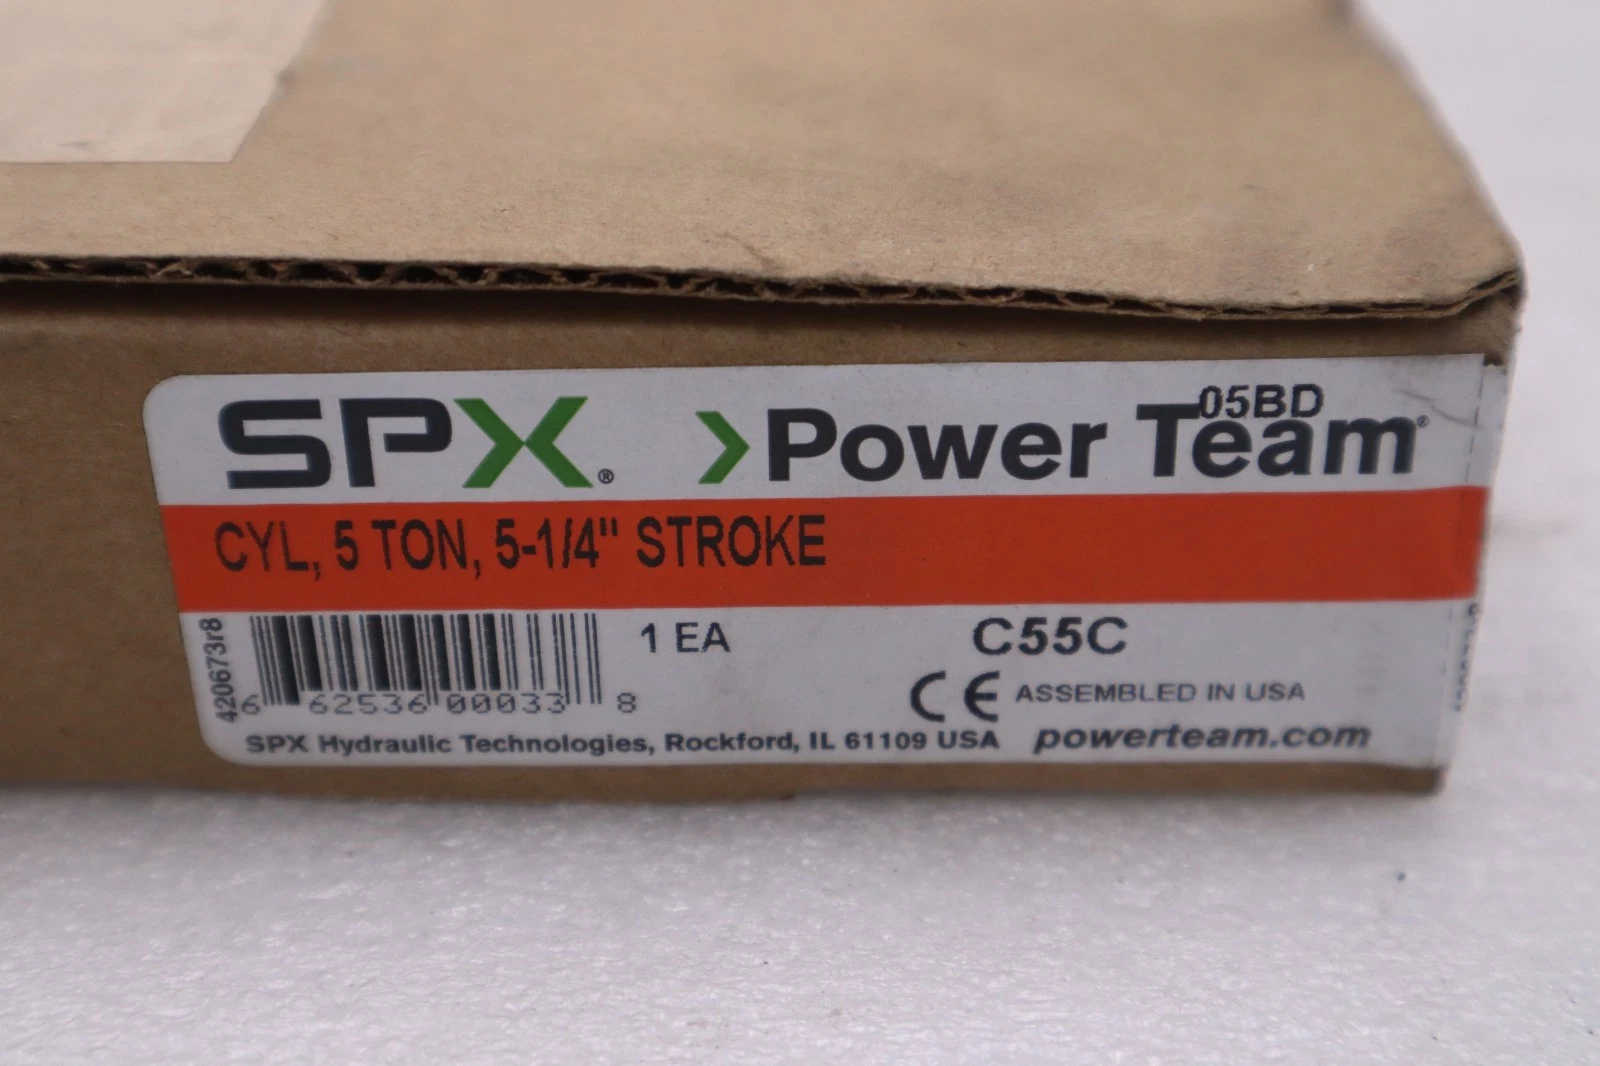 SPX® >Power Team®
05BD
CYL, 5 TON, 5-1/4" STROKE
420673r8
1 EA
C55C
6 62536 00033 8
CE ASSEMBLED IN USA
SPX Hydraulic Technologies, Rockford, IL 61109 USA powerteam.com